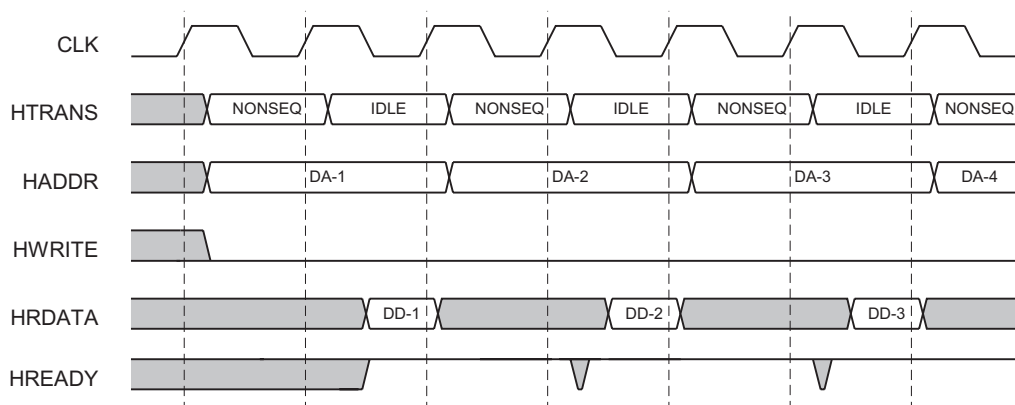 CLK
HTRANS NONSEQ IDLE NONSEQ IDLE NONSEQ IDLE NONSEQ
HADDR DA-1 DA-2 DA-3 DA-4
HWRITE
HRDATA DD-1 DD-2 DD-3
HREADY